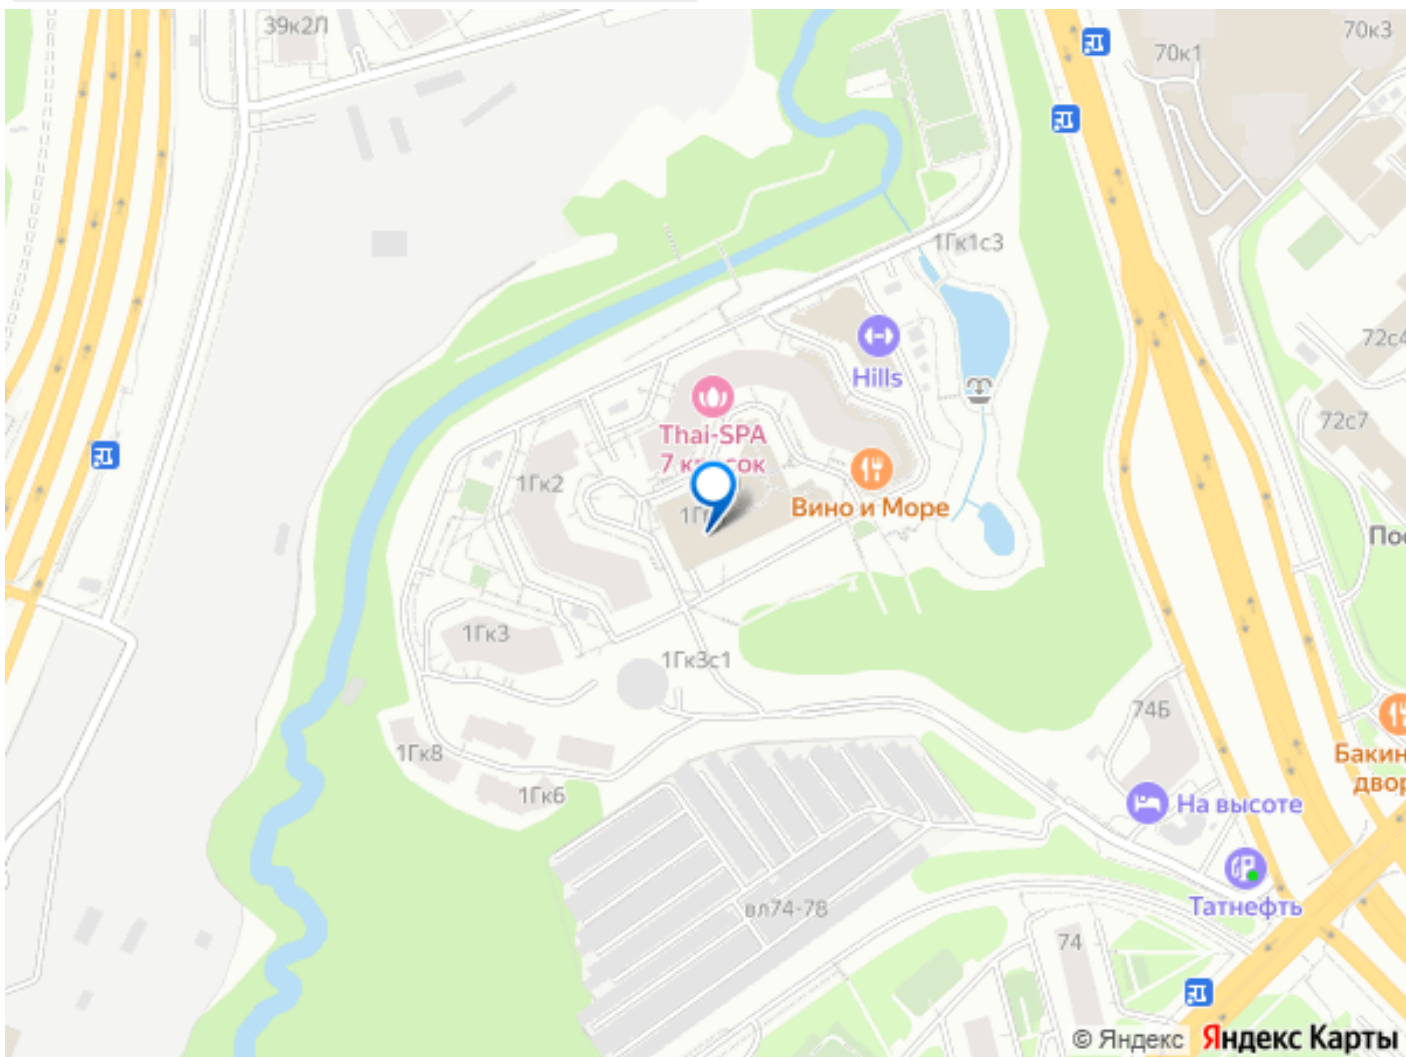 39к2Л
70к3
70к1
1Гк1с3
72с4
Hills
72с7
Thai-SPA
1Гк2
Вино и Море
1Гк3
1Гк3с1
74Б
1Гк8
1Гк6
На высоте
Татнефть
вл74-78
74
© Яндекс Яндекс Карты